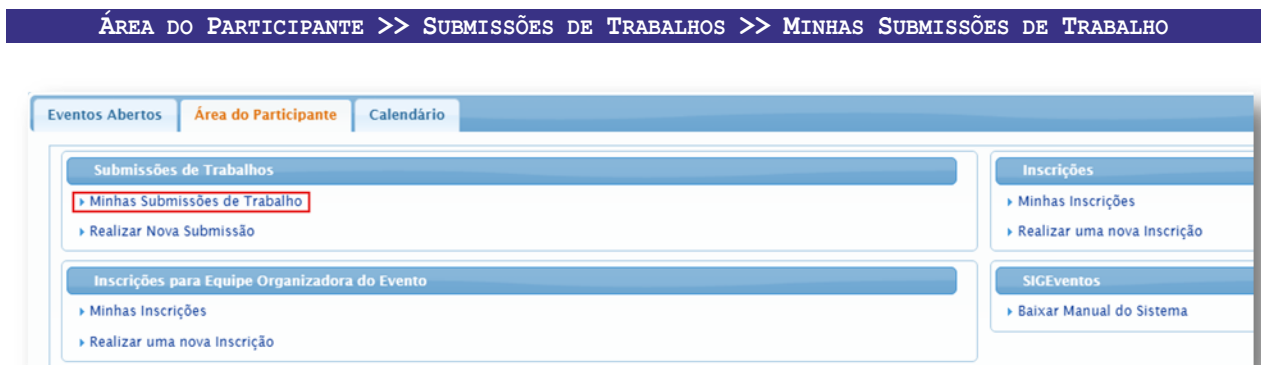 ÁREA DO PARTICIPANTE >> SUBMISSÕES DE TRABALHOS >> MINHAS SUBMISSÕES DE TRABALHO
Eventos Abertos Área do Participante Calendário
Submissões de Trabalhos
Minhas Submissões de Trabalho
Realizar Nova Submissão
Inscrições
Minhas Inscrições
Realizar uma nova Inscrição
Inscrições para Equipe Organizadora do Evento
Minhas Inscrições
Realizar uma nova Inscrição
SIGEventos
Baixar Manual do Sistema